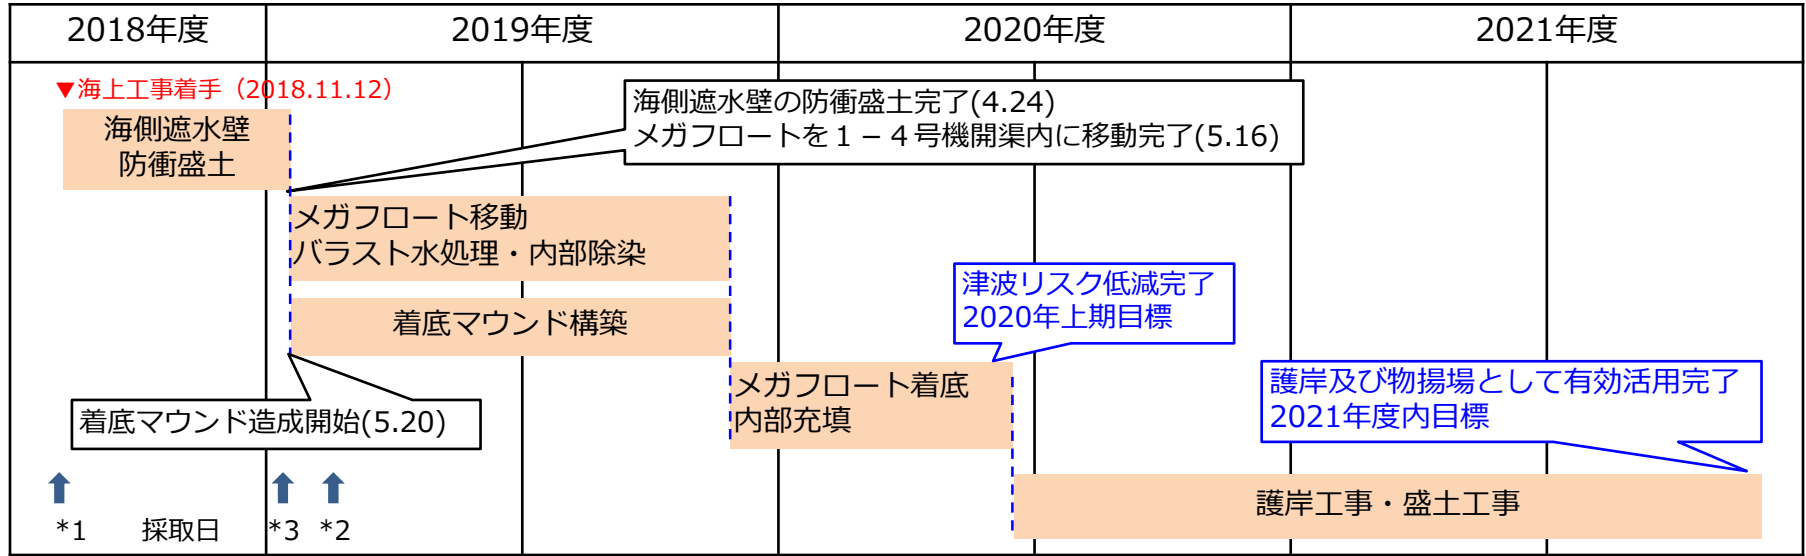 2018年度
2019年度
2020年度
2021年度
▼海上工事着手（2018.11.12）
海側遮水壁
防衝盛土
海側遮水壁の防衝盛土完了(4.24)
メガフロートを１－４号機開渠内に移動完了(5.16)
メガフロート移動
バラスト水処理・内部除染
着底マウンド構築
津波リスク低減完了
2020年上期目標
メガフロート着底
内部充填
護岸及び物揚場として有効活用完了
2021年度内目標
着底マウンド造成開始(5.20)
護岸工事・盛土工事
*1 採取日 *3 *2